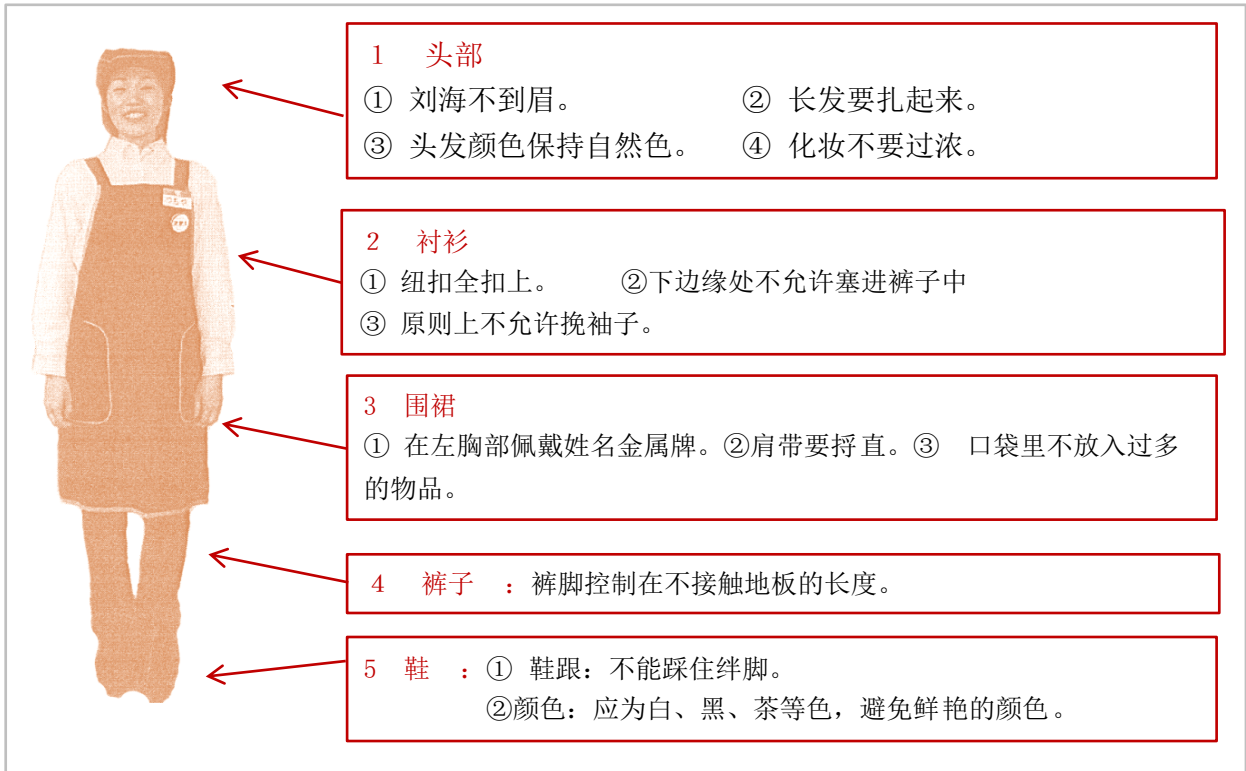 1 头部
① 刘海不到眉。 ② 长发要扎起来。
③ 头发颜色保持自然色。 ④ 化妆不要过浓。
2 衬衫
① 纽扣全扣上。 ②下边缘处不允许塞进裤子中
③ 原则上不允许挽袖子。
3 围裙
① 在左胸部佩戴姓名金属牌。②肩带要捋直。③ 口袋里不放入过多
的物品。
4 裤子 ：裤脚控制在不接触地板的长度。
5 鞋 ：① 鞋跟：不能踩住绊脚。
②颜色：应为白、黑、茶等色，避免鲜艳的颜色。